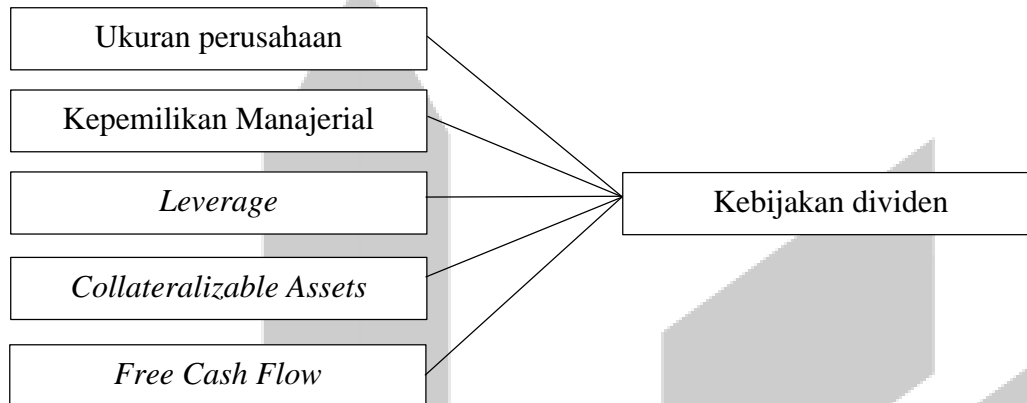 Ukuran perusahaan
Kepemilikan Manajerial
Leverage
Kebijakan dividen
Collateralizable Assets
Free Cash Flow